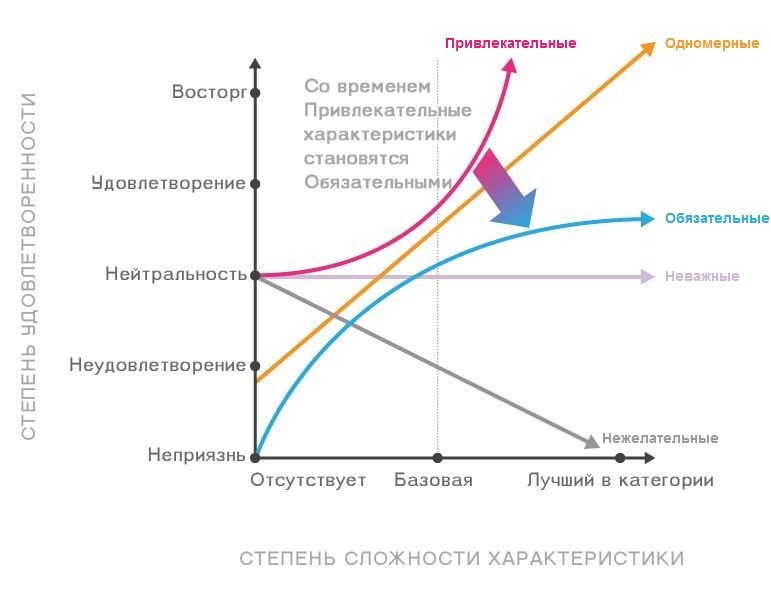 Привлекательные
Одномерные
Восторг
Со временем
Привлекательные
характеристики
становятся
Обязательными
Удовлетворение
Обязательные
Нейтральность
Неважные
Неудовлетворение
Нежелательные
Неприязнь
Отсутствует
Базовая
Лучший в категории
СТЕПЕНЬ УДОВЛЕТВОРЕННОСТИ
СТЕПЕНЬ СЛОЖНОСТИ ХАРАКТЕРИСТИКИ